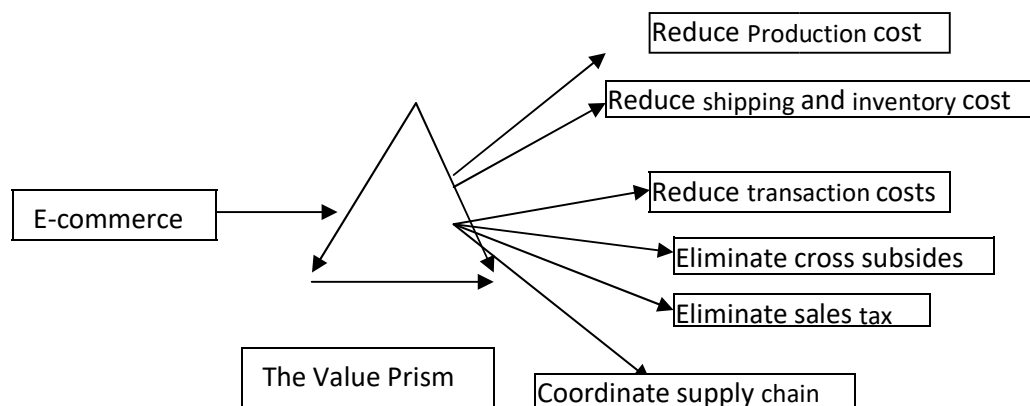 Reduce Production cost
Reduce shipping and inventory cost
Reduce transaction costs
E-commerce
Eliminate cross subsides
Eliminate sales tax
The Value Prism
Coordinate supply chain